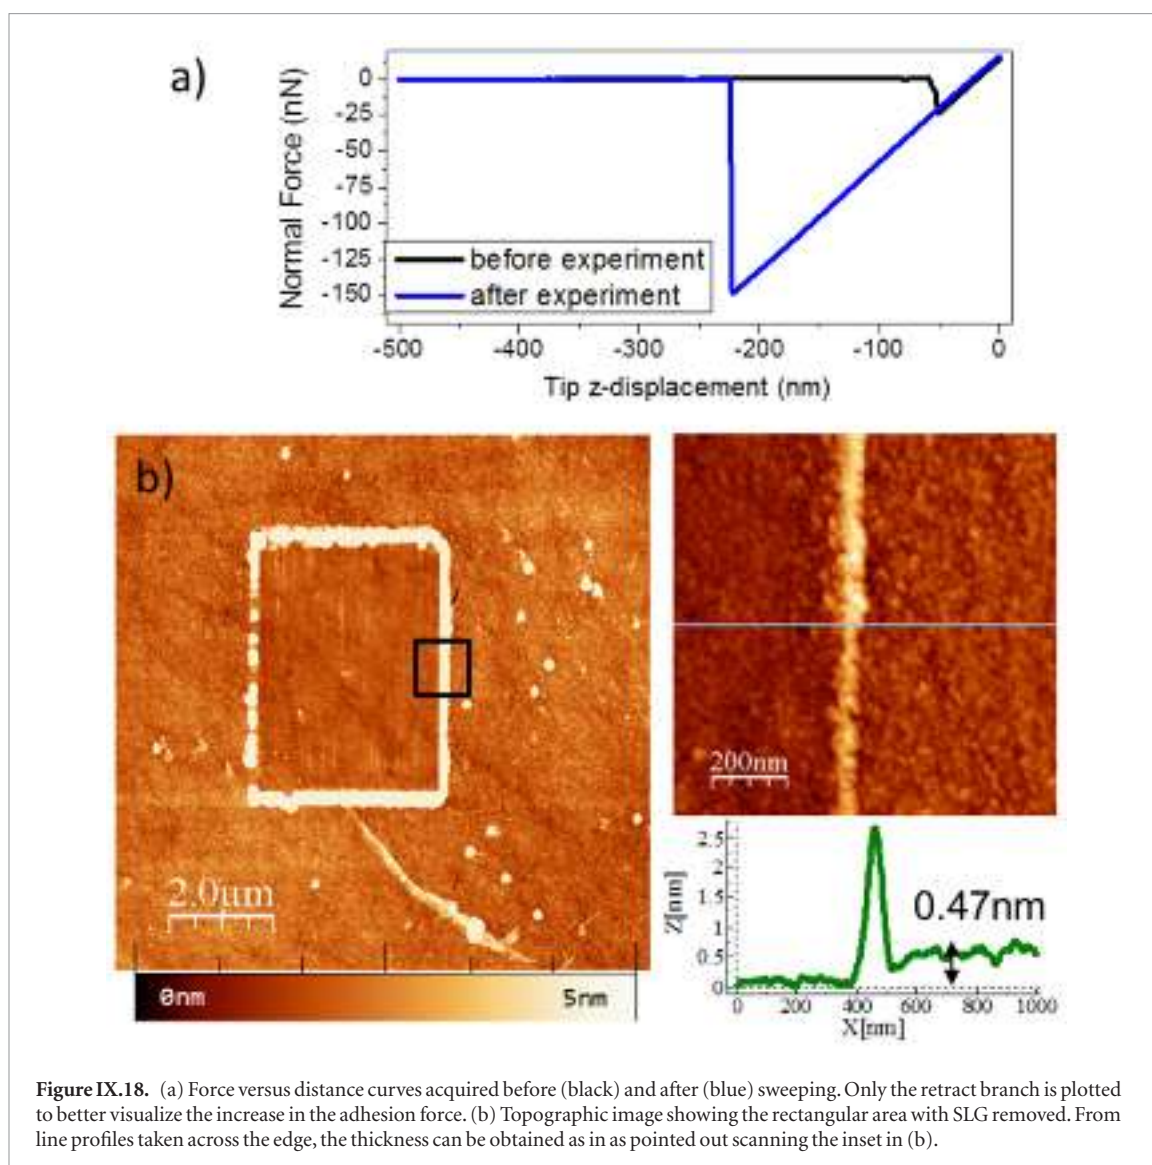 a)
Normal Force (nN)
0
-25
-50
-75
-100
-125
-150
before experiment
after experiment
-500 -400 -300 -200 -100 0
Tip z-displacement (nm)
b)
2.0µm
0nm 5nm
200nm
Z[nm]
2.5
2
1.5
1
0.5
0
0.47nm
0 200 400 600 800 1000
X[nm]
Figure IX.18. (a) Force versus distance curves acquired before (black) and after (blue) sweeping. Only the retract branch is plotted
to better visualize the increase in the adhesion force. (b) Topographic image showing the rectangular area with SLG removed. From
line profiles taken across the edge, the thickness can be obtained as in as pointed out scanning the inset in (b).